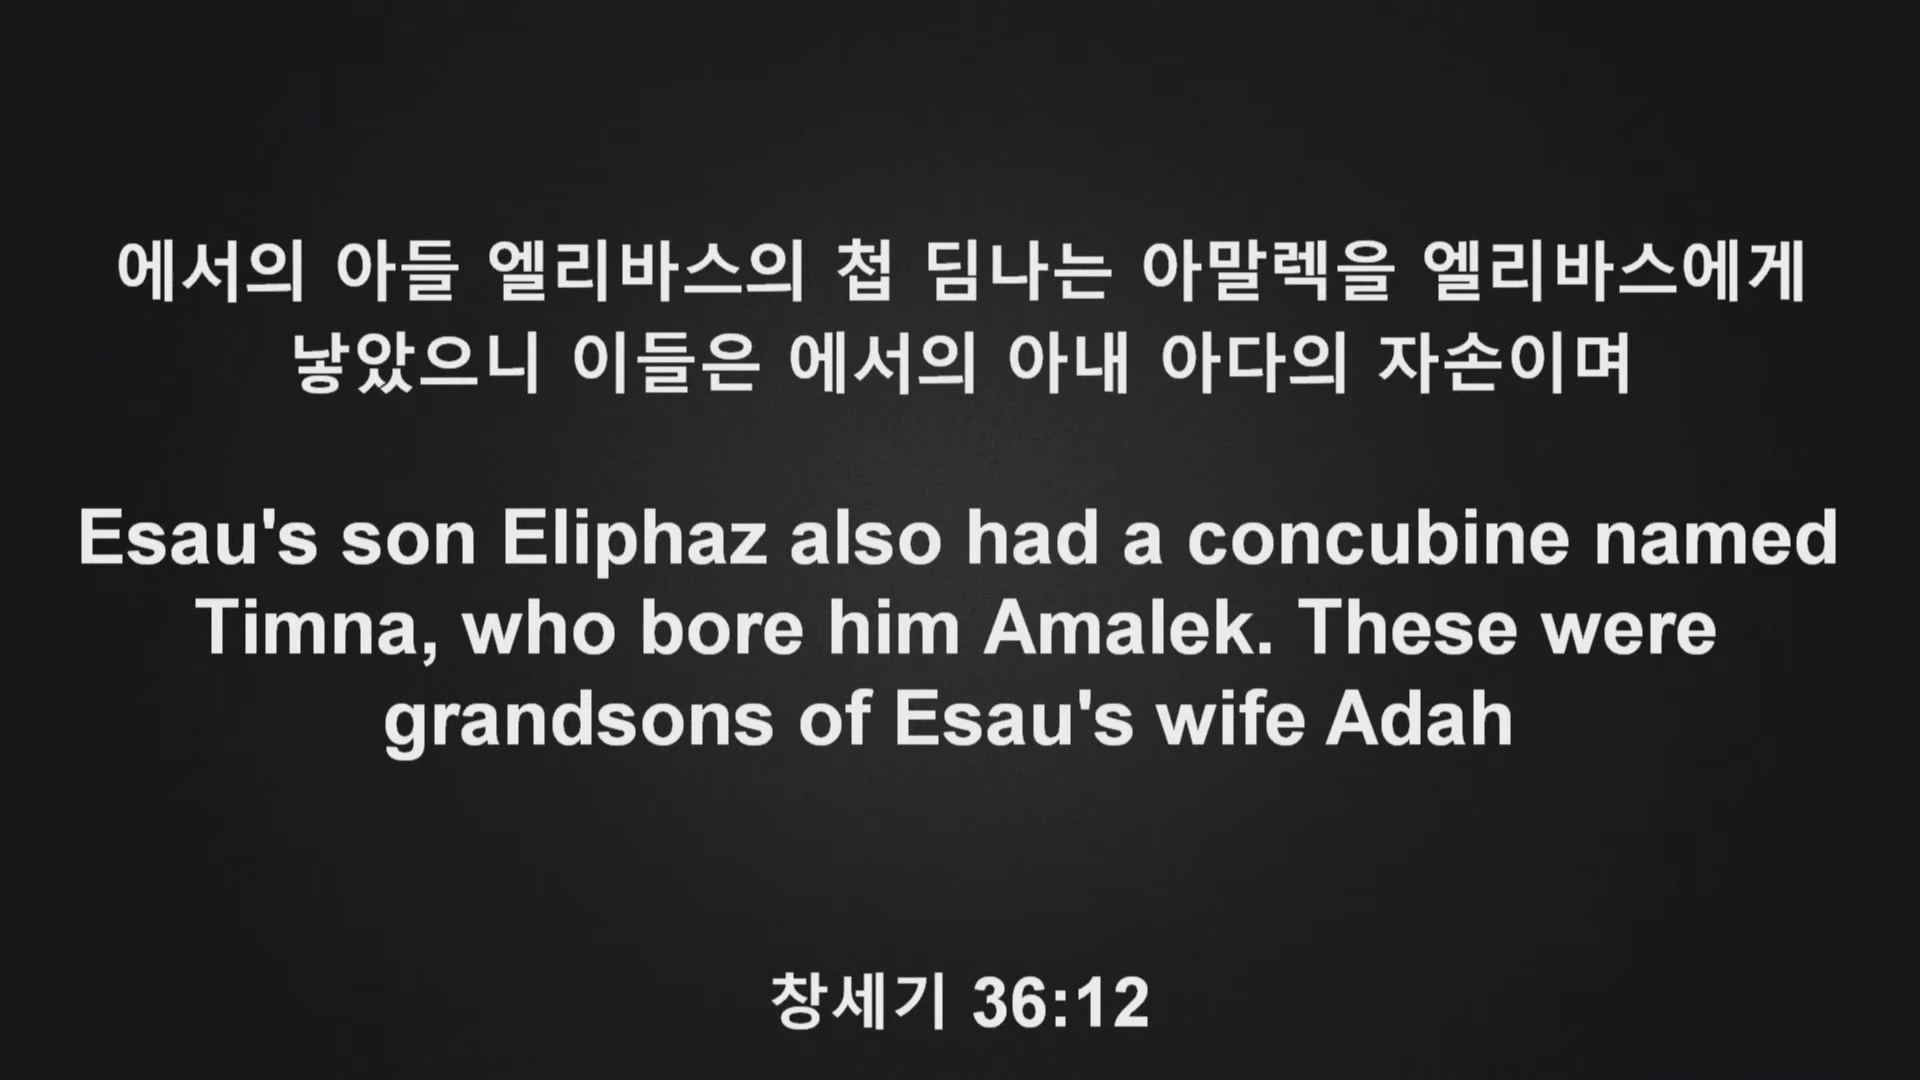 에서의 아들 엘리바스의 첩 딤나는 아말렉을 엘리바스에게
낳았으니 이들은 에서의 아내 아다의 자손이며
Esau's son Eliphaz also had a concubine named
Timna, who bore him Amalek. These were
grandsons of Esau's wife Adah
창세기 36:12